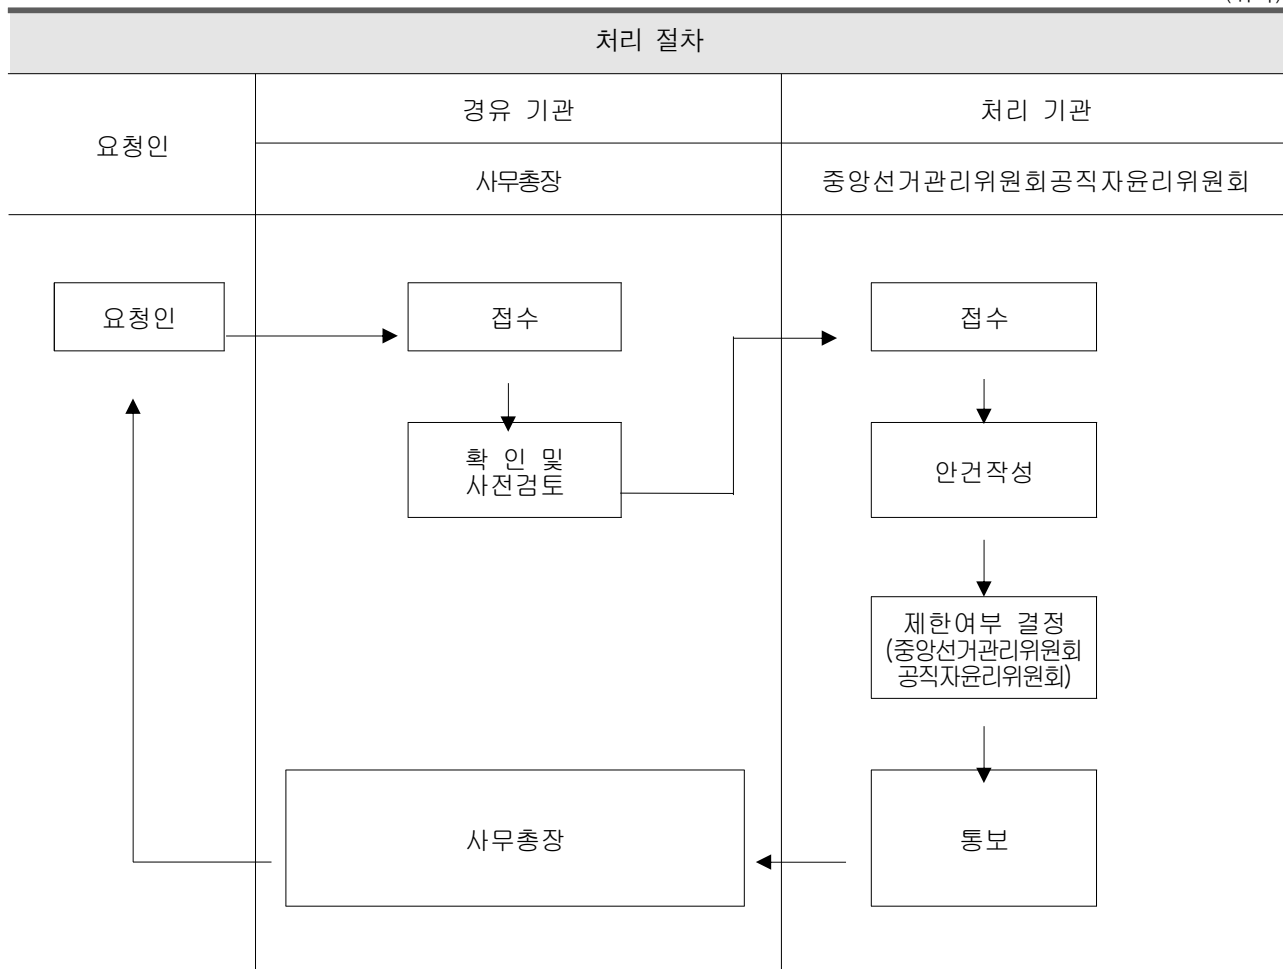 처리 절차
요청인
경유 기관
처리 기관
사무총장
중앙선거관리위원회공직자윤리위원회
요청인
접수
접수
확 인 및
사전검토
안건작성
제한여부 결정
(중앙선거관리위원회
공직자윤리위원회)
사무총장
통보